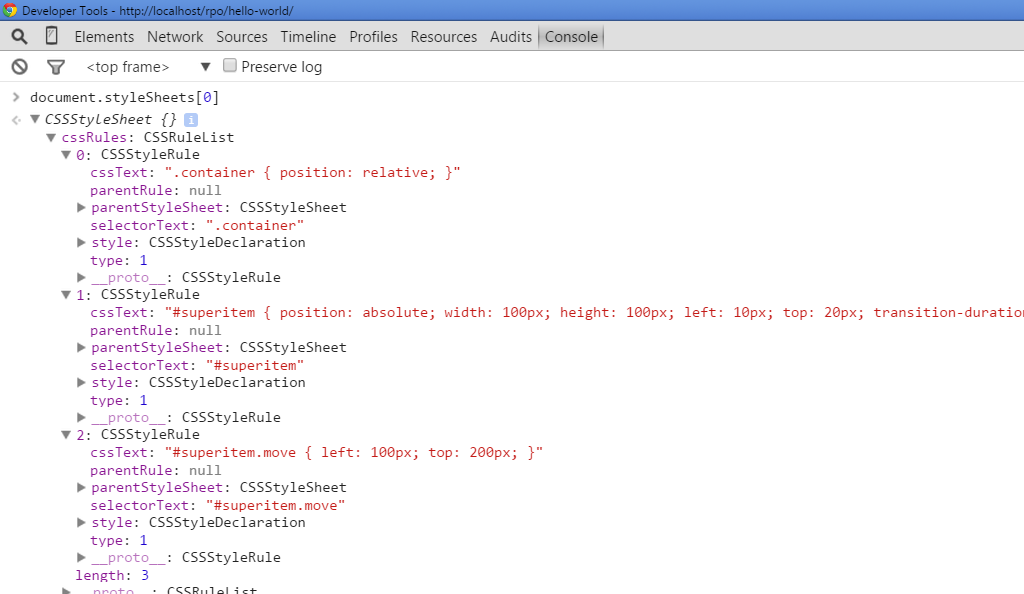 Developer Tools - http://localhost/rpo/hello-world/
Elements Network Sources Timeline Profiles Resources Audits Console
<top frame> Preserve log
document.styleSheets[0]
CSSStyleSheet {} i
cssRules: CSSRuleList
0: CSSStyleRule
cssText: ".container { position: relative; }"
parentRule: null
parentStyleSheet: CSSStyleSheet
selectorText: ".container"
style: CSSStyleDeclaration
type: 1
__proto__: CSSStyleRule
1: CSSStyleRule
cssText: "#superitem { position: absolute; width: 100px; height: 100px; left: 10px; top: 20px; transition-duration
parentRule: null
parentStyleSheet: CSSStyleSheet
selectorText: "#superitem"
style: CSSStyleDeclaration
type: 1
__proto__: CSSStyleRule
2: CSSStyleRule
cssText: "#superitem.move { left: 100px; top: 200px; }"
parentRule: null
parentStyleSheet: CSSStyleSheet
selectorText: "#superitem.move"
style: CSSStyleDeclaration
type: 1
__proto__: CSSStyleRule
length: 3
__proto__: CSSRuleList